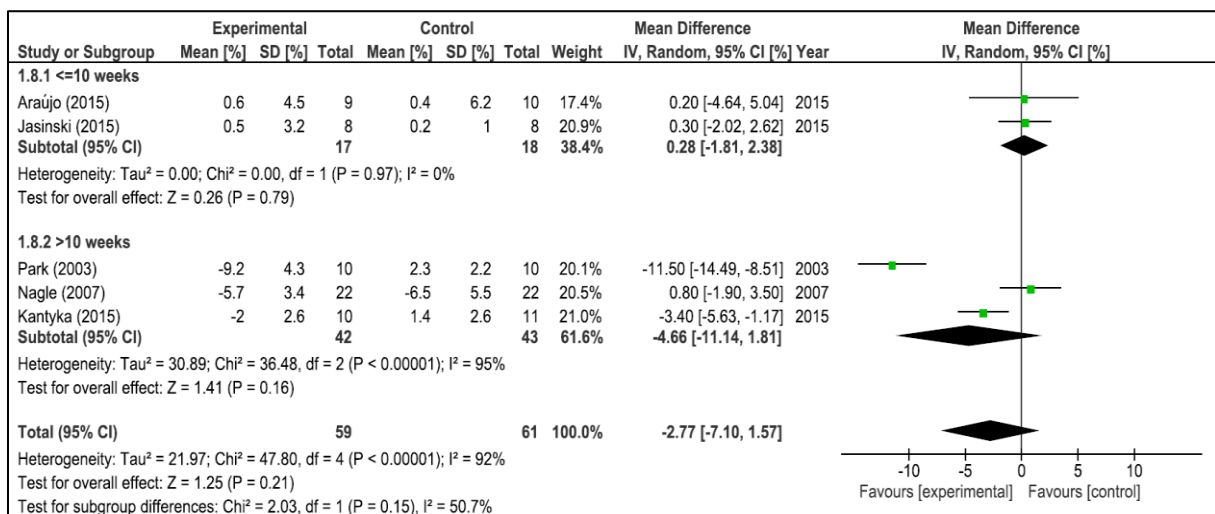 Experimental Control Mean Difference Mean Difference
Study or Subgroup Mean [%] SD [%] Total Mean [%] SD [%] Total Weight IV, Random, 95% CI [%] Year IV, Random, 95% CI [%]
1.8.1 <=10 weeks
Araújo (2015) 0.6 4.5 9 0.4 6.2 10 17.4% 0.20 [-4.64, 5.04] 2015
Jasinski (2015) 0.5 3.2 8 0.2 1 8 20.9% 0.30 [-2.02, 2.62] 2015
Subtotal (95% CI) 17 18 38.4% 0.28 [-1.81, 2.38]
Heterogeneity: Tau² = 0.00; Chi² = 0.00, df = 1 (P = 0.97); I² = 0%
Test for overall effect: Z = 0.26 (P = 0.79)
1.8.2 >10 weeks
Park (2003) -9.2 4.3 10 2.3 2.2 10 20.1% -11.50 [-14.49, -8.51] 2003
Nagle (2007) -5.7 3.4 22 -6.5 5.5 22 20.5% 0.80 [-1.90, 3.50] 2007
Kantyka (2015) -2 2.6 10 1.4 2.6 11 21.0% -3.40 [-5.63, -1.17] 2015
Subtotal (95% CI) 42 43 61.6% -4.66 [-11.14, 1.81]
Heterogeneity: Tau² = 30.89; Chi² = 36.48, df = 2 (P < 0.00001); I² = 95%
Test for overall effect: Z = 1.41 (P = 0.16)
Total (95% CI) 59 61 100.0% -2.77 [-7.10, 1.57]
Heterogeneity: Tau² = 21.97; Chi² = 47.80, df = 4 (P < 0.00001); I² = 92%
Test for overall effect: Z = 1.25 (P = 0.21)
Test for subgroup differences: Chi² = 2.03, df = 1 (P = 0.15), I² = 50.7%
-10 -5 0 5 10
Favours [experimental] Favours [control]